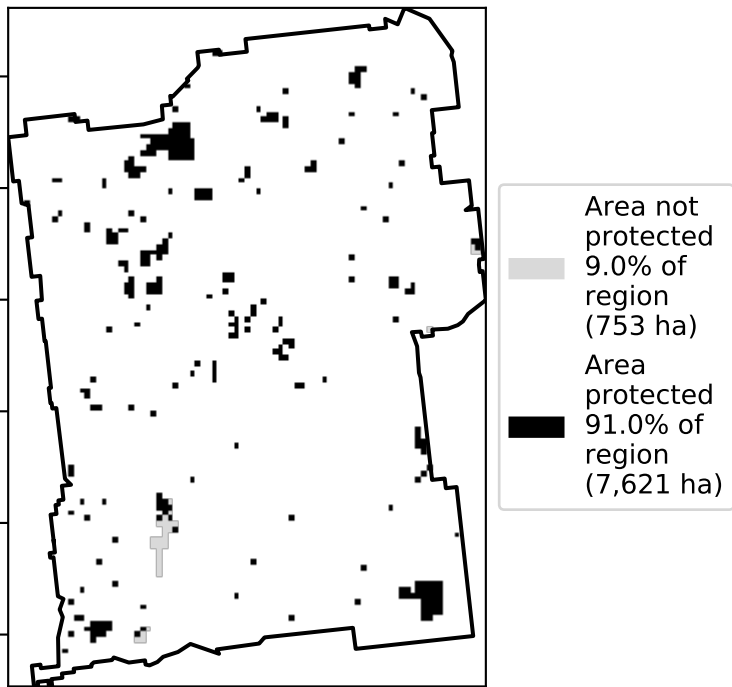 Area not
protected
9.0% of
region
(753 ha)
Area
protected
91.0% of
region
(7,621 ha)